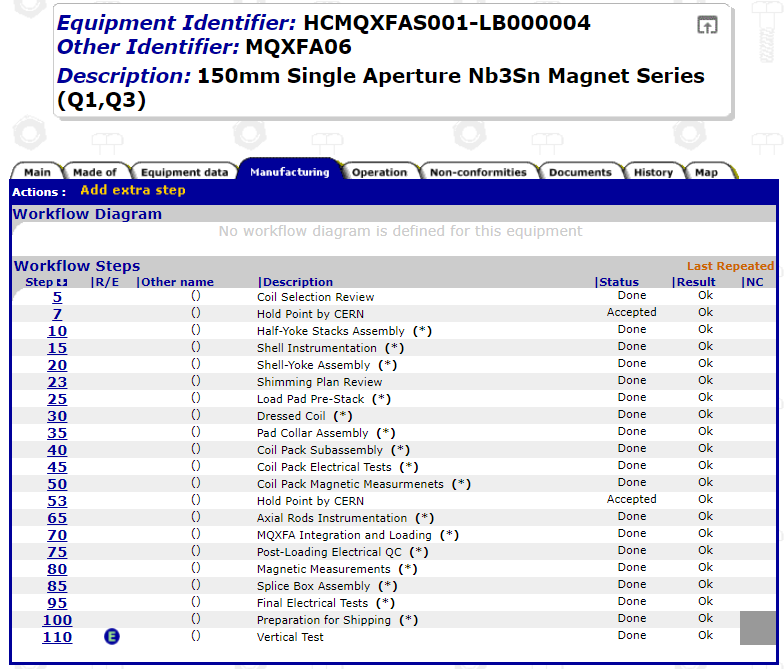 Equipment Identifier: HCMQXFAS001-LB000004
Other Identifier: MQXFA06
Description: 150mm Single Aperture Nb3Sn Magnet Series
(Q1,Q3)
Main Made of Equipment data Manufacturing Operation Non-conformities Documents History Map
Actions : Add extra step
Workflow Diagram
No workflow diagram is defined for this equipment
Workflow Steps Last Repeated
Step |R/E |Other name |Description |Status |Result |NC
5 () Coil Selection Review Done Ok
7 () Hold Point by CERN Accepted Ok
10 () Half-Yoke Stacks Assembly (*) Done Ok
15 () Shell Instrumentation (*) Done Ok
20 () Shell-Yoke Assembly (*) Done Ok
23 () Shimming Plan Review Done Ok
25 () Load Pad Pre-Stack (*) Done Ok
30 () Dressed Coil (*) Done Ok
35 () Pad Collar Assembly (*) Done Ok
40 () Coil Pack Subassembly (*) Done Ok
45 () Coil Pack Electrical Tests (*) Done Ok
50 () Coil Pack Magnetic Measurmenets (*) Done Ok
53 () Hold Point by CERN Accepted Ok
65 () Axial Rods Instrumentation (*) Done Ok
70 () MQXFA Integration and Loading (*) Done Ok
75 () Post-Loading Electrical QC (*) Done Ok
80 () Magnetic Measurements (*) Done Ok
85 () Splice Box Assembly (*) Done Ok
95 () Final Electrical Tests (*) Done Ok
100 () Preparation for Shipping (*) Done Ok
110 E () Vertical Test Done Ok